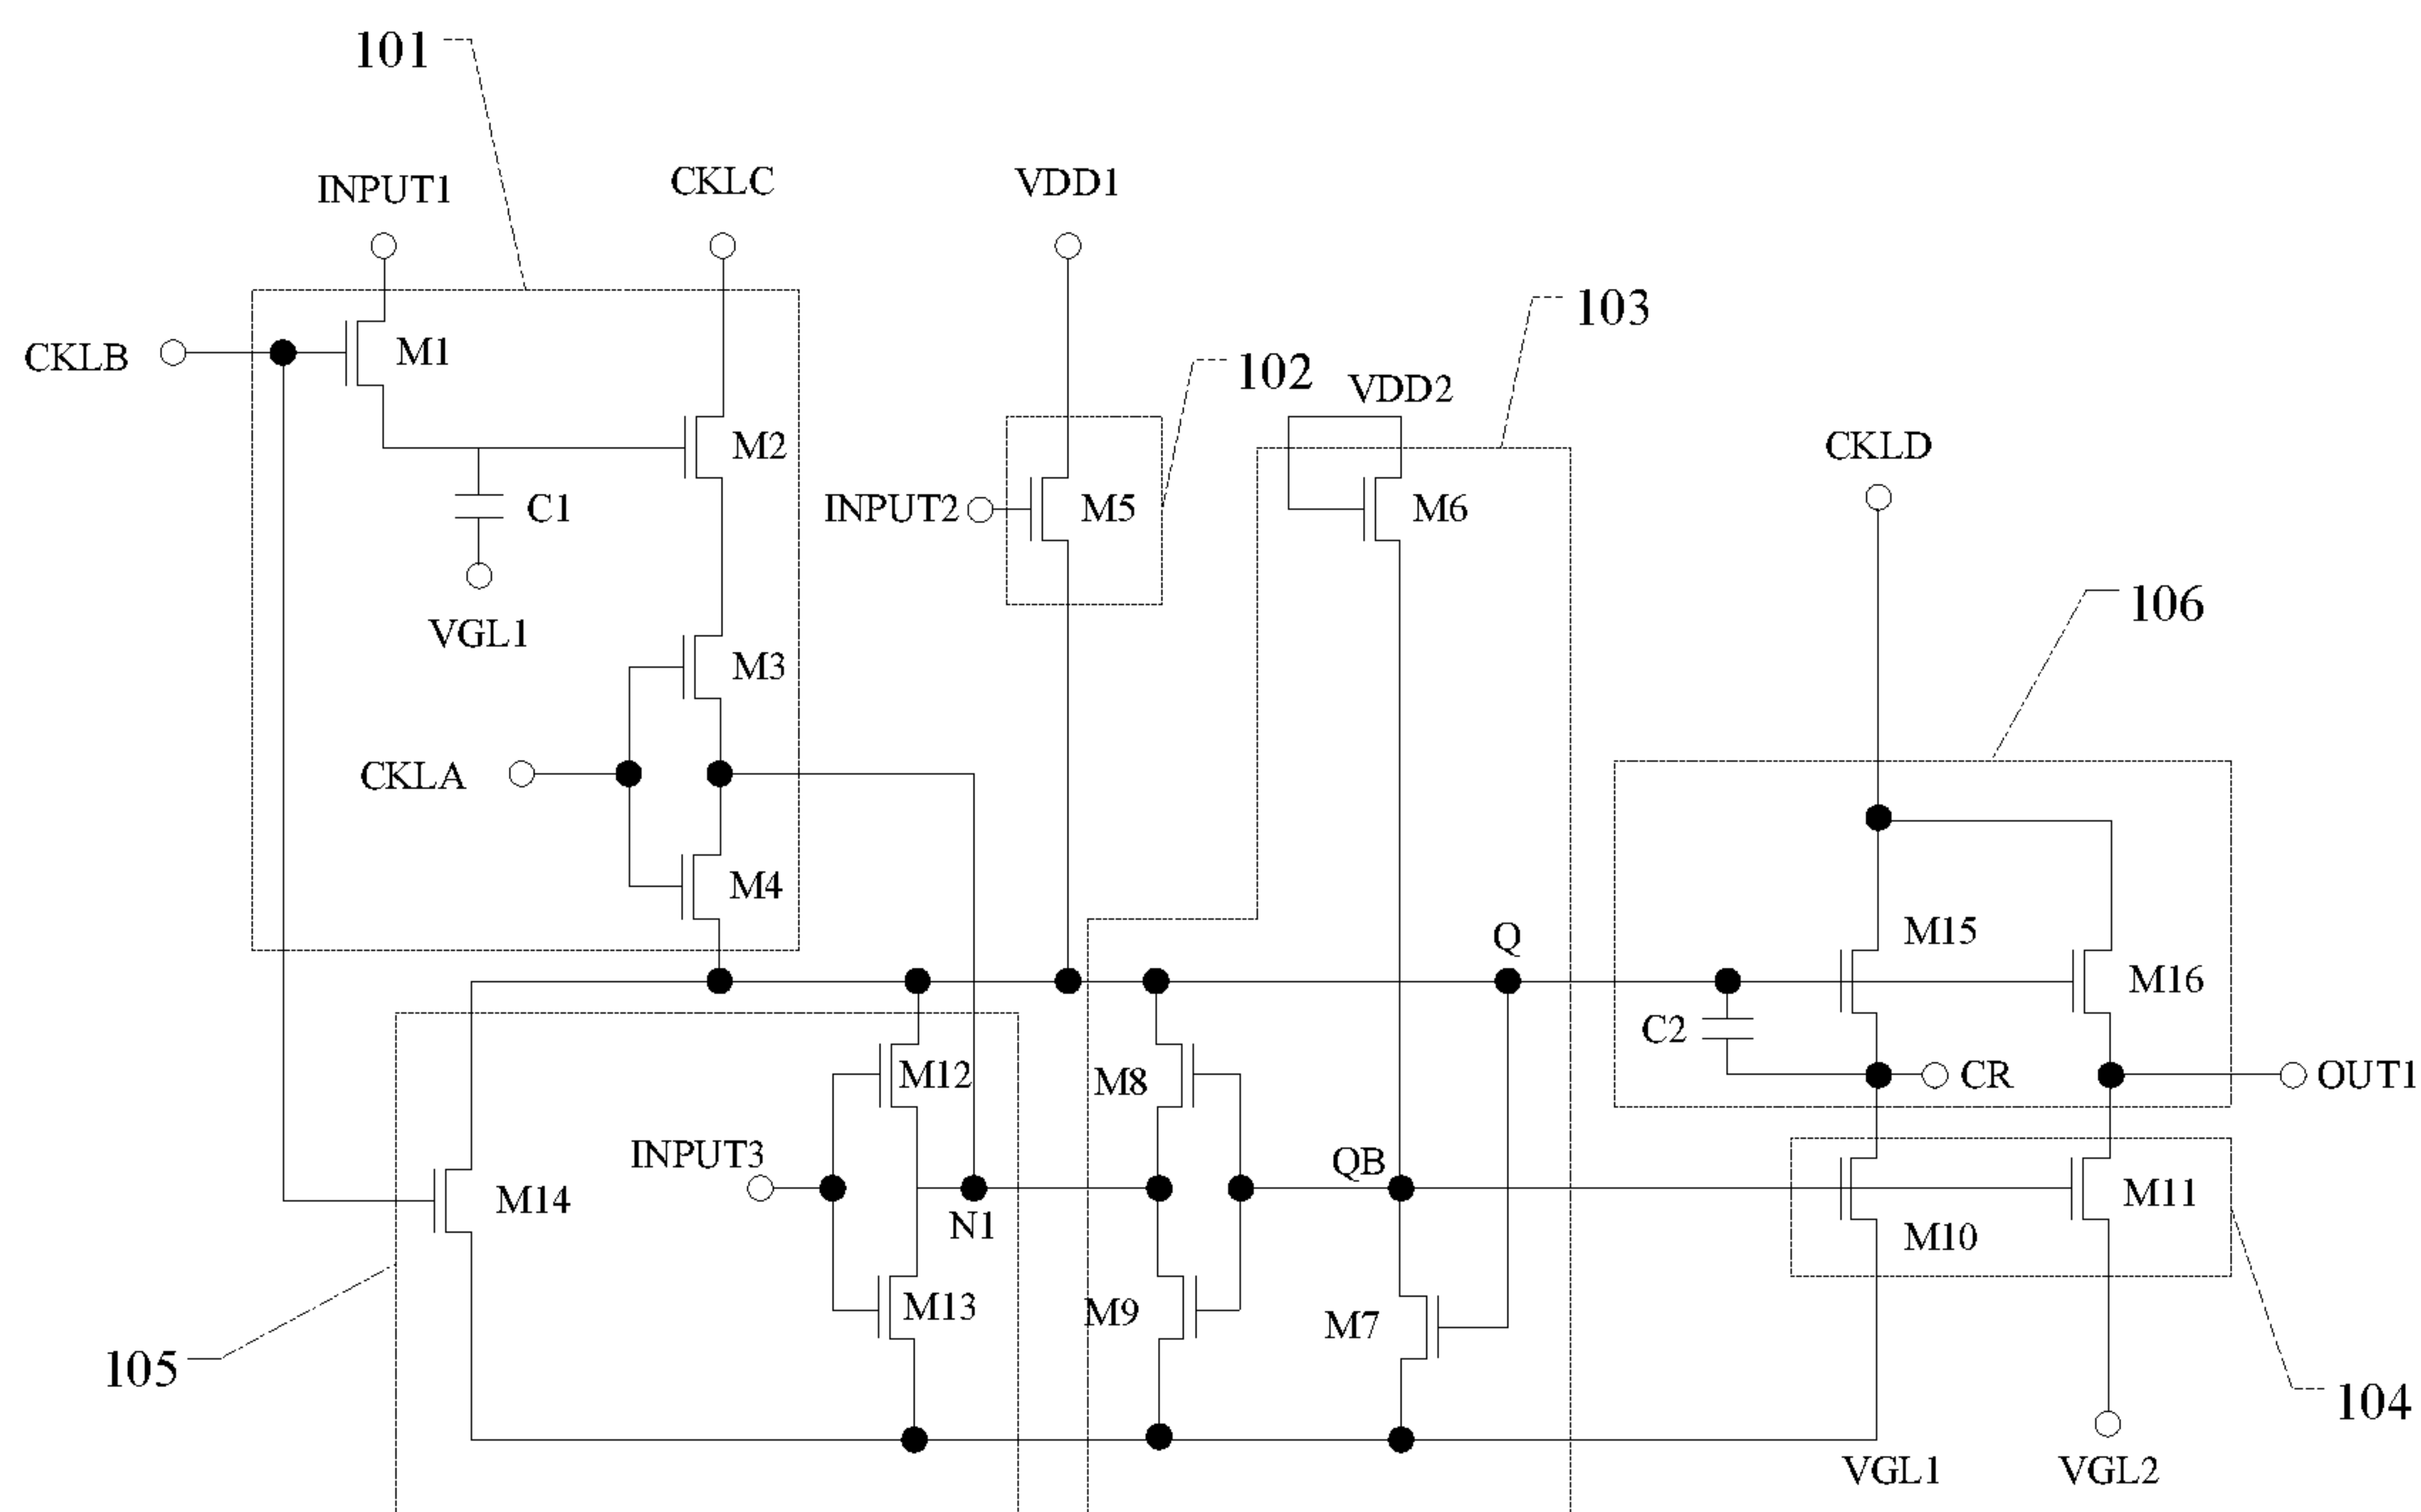 101
INPUT1
CKLC
VDD1
103
CKLB
M1
102
VDD2
M2
CKLD
INPUT2
M5
M6
C1
106
VGL1
M3
CKLA
M4
Q
M15
M16
C2
M12
M8
CR
OUT1
INPUT3
QB
M14
N1
M11
M10
M13
M9
M7
105
104
VGL1
VGL2